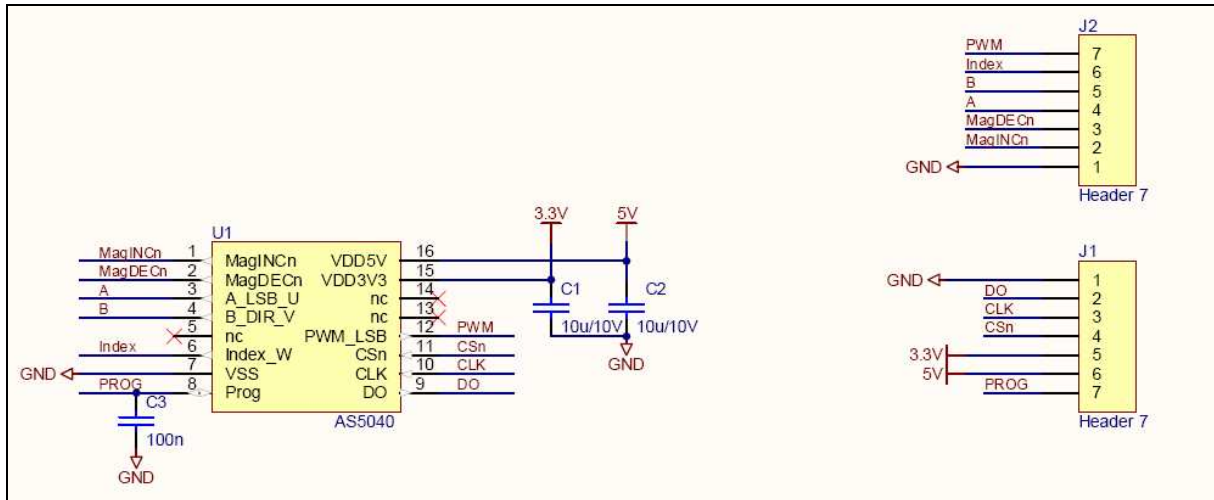 J2
PWM 7
Index 6
B 5
A 4
MagDECn 3
MagINCn 2
GND 1
Header 7
3.3V 5V
U1
MagINCn 1 MagINCn VDD5V 16
MagDECn 2 MagDECn VDD3V3 15
A 3 A_LSB_U nc 14
B 4 B_DIR_V nc 13
5 nc PWM_LSB 12 PWM
Index 6 Index_W CSn 11 CSn
GND 7 VSS CLK 10 CLK
PROG 8 Prog DO 9 DO
AS5040
C1 C2
10u/10V 10u/10V
GND
C3
100n
GND
J1
GND 1
DO 2
CLK 3
CSn 4
3.3V 5
5V 6
PROG 7
Header 7